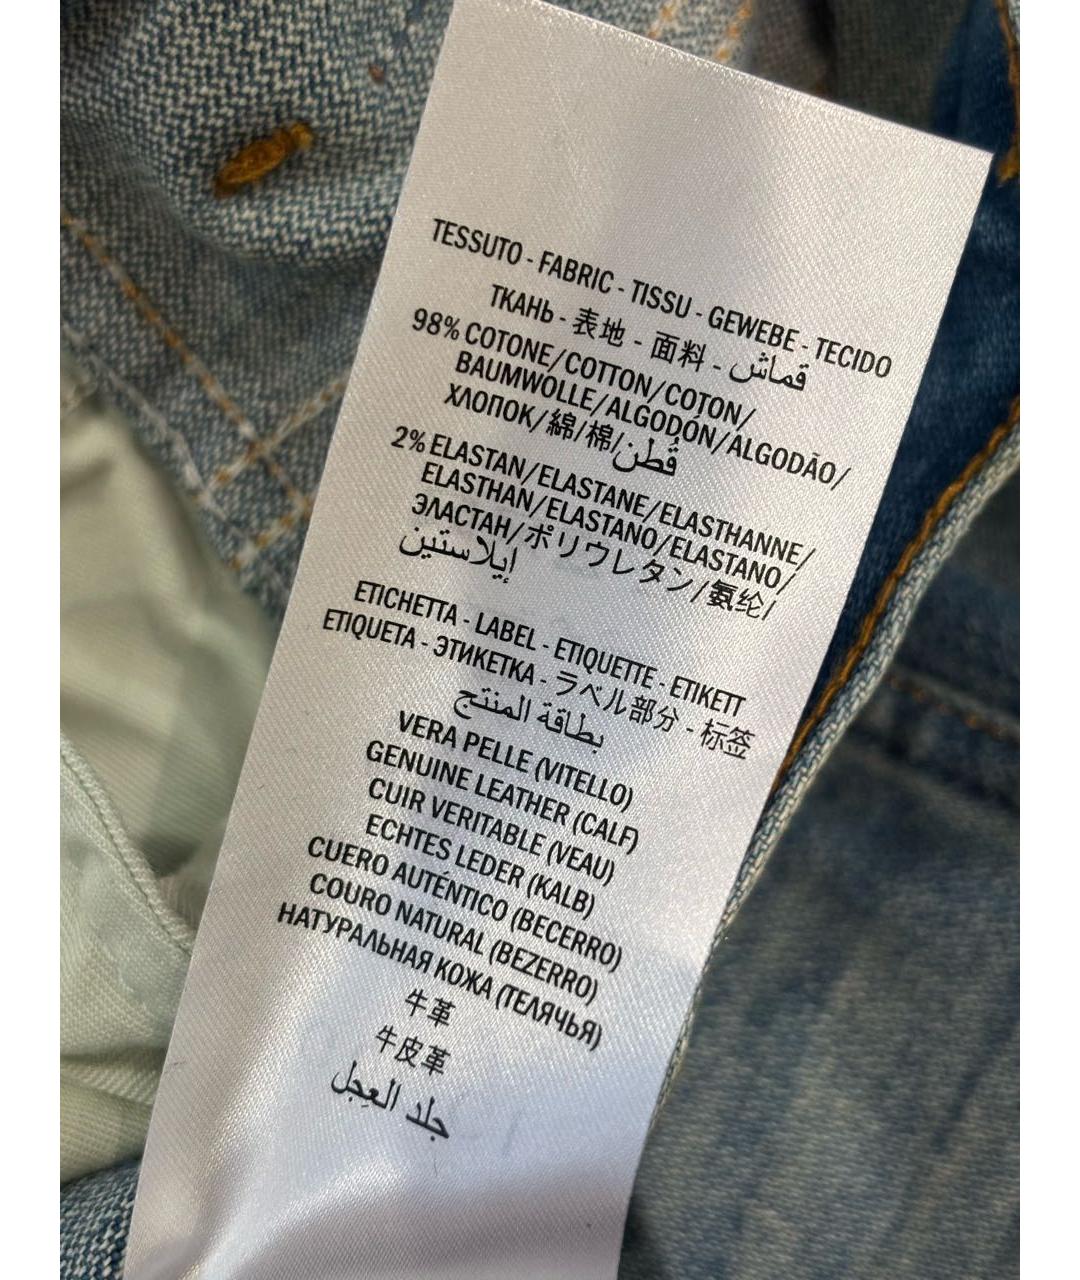 TESSUTO - FABRIC - TISSU - GEWEBE - TECIDO
ТКАНЬ - 表地 - 面料 - قماش
98% COTONE/COTTON/COTON/
BAUMWOLLE/ALGODÓN/ALGODÃO/
ХЛОПОК/綿/棉/قُطن
2% ELASTAN/ELASTANE/ELASTHANNE/
ELASTHAN/ELASTANO/ELASTANO/
ЭЛАСТАН/ポリウレタン/氨纶/
إيلاستين
ETICHETTA - LABEL - ETIQUETTE - ETIKETT
ETIQUETA - ЭТИКЕТКА - ラベル部分 - 标签
بطاقة المنتج
VERA PELLE (VITELLO)
GENUINE LEATHER (CALF)
CUIR VERITABLE (VEAU)
ECHTES LEDER (KALB)
CUERO AUTÉNTICO (BECERRO)
COURO NATURAL (BEZERRO)
НАТУРАЛЬНАЯ КОЖА (ТЕЛЯЧЬЯ)
牛革
牛皮革
جلد العِجل